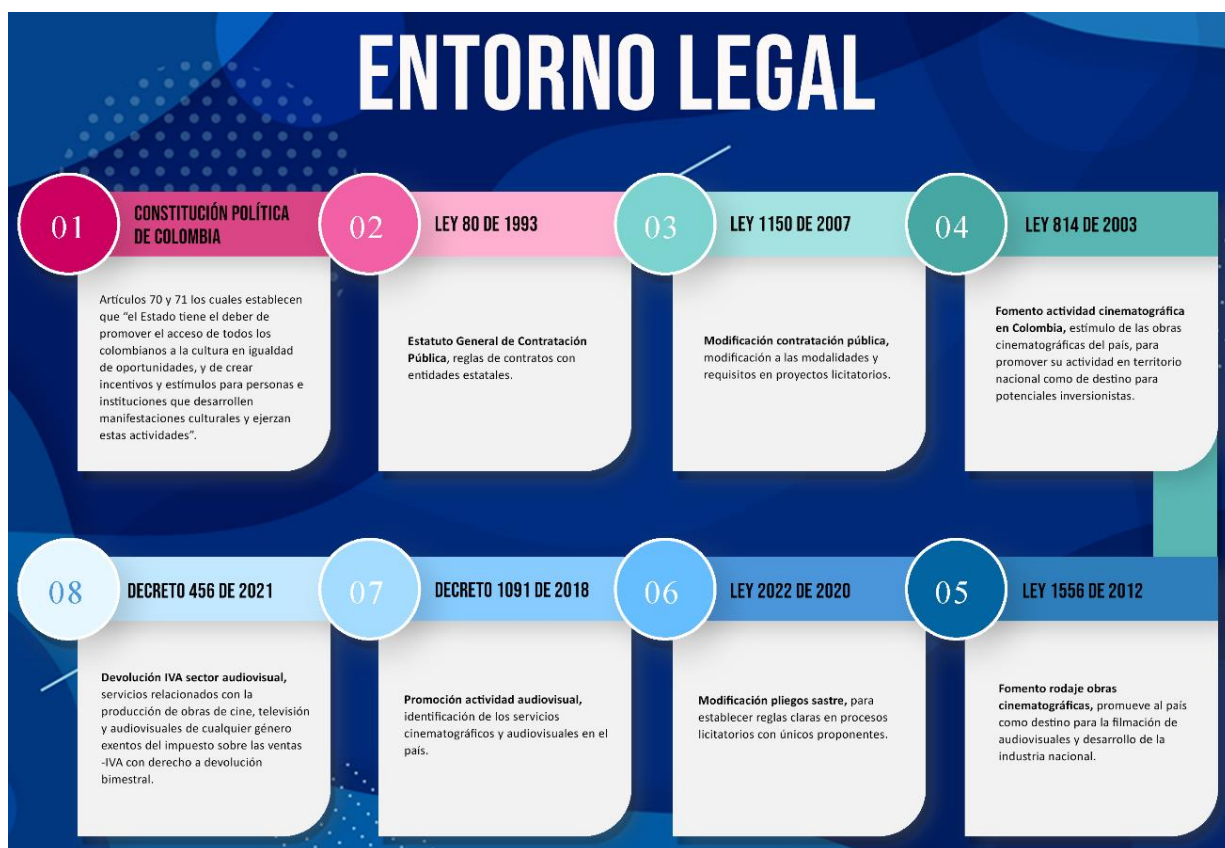 ENTORNO LEGAL
01
CONSTITUCIÓN POLÍTICA
DE COLOMBIA
Artículos 70 y 71 los cuales establecen
que “el Estado tiene el deber de
promover el acceso de todos los
colombianos a la cultura en igualdad
de oportunidades, y de crear
incentivos y estímulos para personas e
instituciones que desarrollen
manifestaciones culturales y ejerzan
estas actividades”.
02
LEY 80 DE 1993
Estatuto General de Contratación
Pública, reglas de contratos con
entidades estatales.
03
LEY 1150 DE 2007
Modificación contratación pública,
modificación a las modalidades y
requisitos en proyectos licitatorios.
04
LEY 814 DE 2003
Fomento actividad cinematográfica
en Colombia, estímulo de las obras
cinematográficas del país, para
promover su actividad en territorio
nacional como de destino para
potenciales inversionistas.
05
LEY 1556 DE 2012
Fomento rodaje obras
cinematográficas, promueve al país
como destino para la filmación de
audiovisuales y desarrollo de la
industria nacional.
06
LEY 2022 DE 2020
Modificación pliegos sastre, para
establecer reglas claras en procesos
licitatorios con únicos proponentes.
07
DECRETO 1091 DE 2018
Promoción actividad audiovisual,
identificación de los servicios
cinematográficos y audiovisuales en el
país.
08
DECRETO 456 DE 2021
Devolución IVA sector audiovisual,
servicios relacionados con la
producción de obras de cine, televisión
y audiovisuales de cualquier género
exentos del impuesto sobre las ventas
-IVA con derecho a devolución
bimestral.